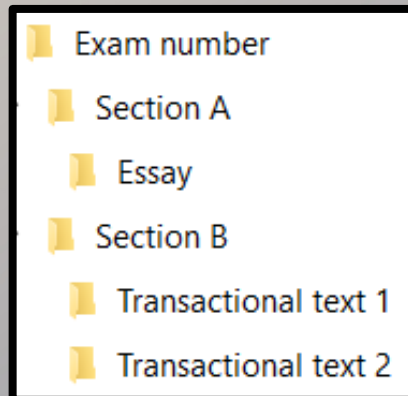 Exam number
Section A
Essay
Section B
Transactional text 1
Transactional text 2